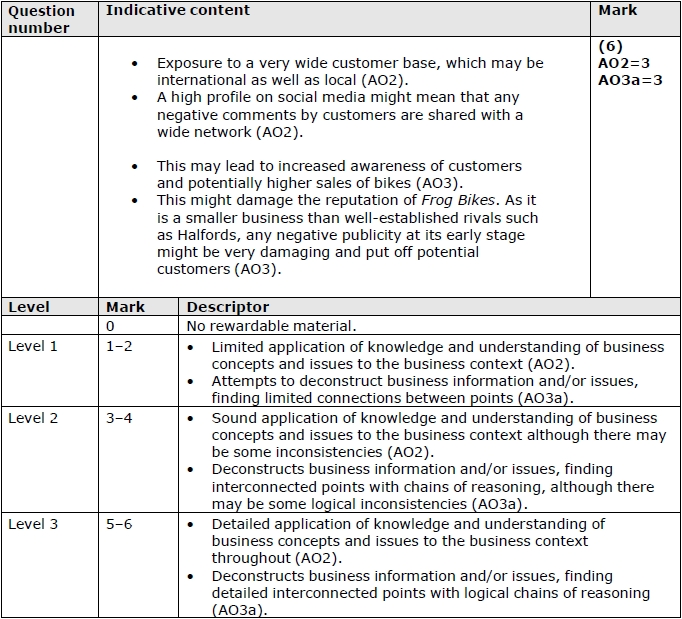 Question number
Indicative content
Mark
• Exposure to a very wide customer base, which may be
international as well as local (AO2).
• A high profile on social media might mean that any
negative comments by customers are shared with a
wide network (AO2).
• This may lead to increased awareness of customers
and potentially higher sales of bikes (AO3).
• This might damage the reputation of Frog Bikes. As it
is a smaller business than well-established rivals such
as Halfords, any negative publicity at its early stage
might be very damaging and put off potential
customers (AO3).
(6)
AO2=3
AO3a=3
Level Mark Descriptor
0 No rewardable material.
Level 1 1–2 • Limited application of knowledge and understanding of business
concepts and issues to the business context (AO2).
• Attempts to deconstruct business information and/or issues,
finding limited connections between points (AO3a).
Level 2 3–4 • Sound application of knowledge and understanding of business
concepts and issues to the business context although there may
be some inconsistencies (AO2).
• Deconstructs business information and/or issues, finding
interconnected points with chains of reasoning, although there
may be some logical inconsistencies (AO3a).
Level 3 5–6 • Detailed application of knowledge and understanding of
business concepts and issues to the business context
throughout (AO2).
• Deconstructs business information and/or issues, finding
detailed interconnected points with logical chains of reasoning
(AO3a).